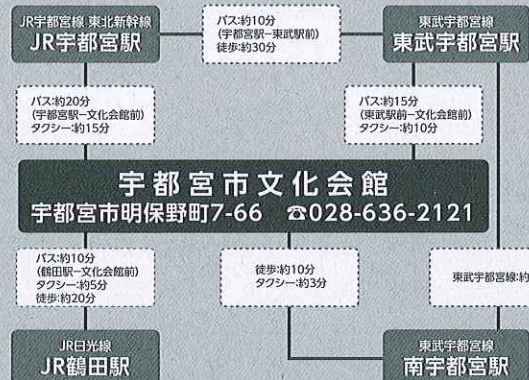 JR宇都宮線 東北新幹線
JR宇都宮駅
バス:約10分
(宇都宮駅−東武駅前)
徒歩:約30分
東武宇都宮線
東武宇都宮駅
バス:約20分
(宇都宮駅−文化会館前)
タクシー:約15分
バス:約15分
(東武駅前−文化会館前)
タクシー:約10分
宇都宮市文化会館
宇都宮市明保野町7-66 ☎028-636-2121
バス:約10分
(鶴田駅−文化会館前)
タクシー:約5分
徒歩:約20分
徒歩:約10分
タクシー:約3分
東武宇都宮線:約
JR日光線
JR鶴田駅
東武宇都宮線
南宇都宮駅